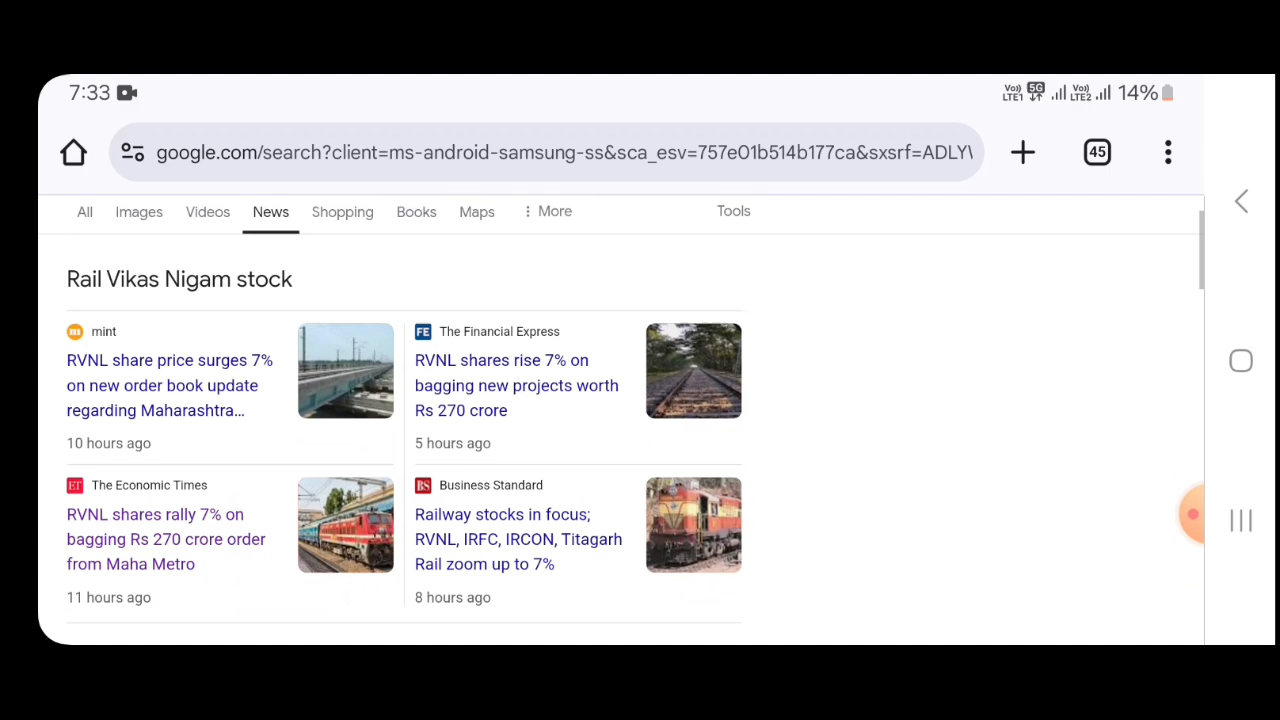 7:33
Vo) LTE1 5G Vo) LTE2 14%
google.com/search?client=ms-android-samsung-ss&sca_esv=757e01b514b177ca&sxsrf=ADLY
45
All Images Videos News Shopping Books Maps More Tools
Rail Vikas Nigam stock
m mint
RVNL share price surges 7%
on new order book update
regarding Maharashtra...
10 hours ago
FE The Financial Express
RVNL shares rise 7% on
bagging new projects worth
Rs 270 crore
5 hours ago
ET The Economic Times
RVNL shares rally 7% on
bagging Rs 270 crore order
from Maha Metro
11 hours ago
BS Business Standard
Railway stocks in focus;
RVNL, IRFC, IRCON, Titagarh
Rail zoom up to 7%
8 hours ago